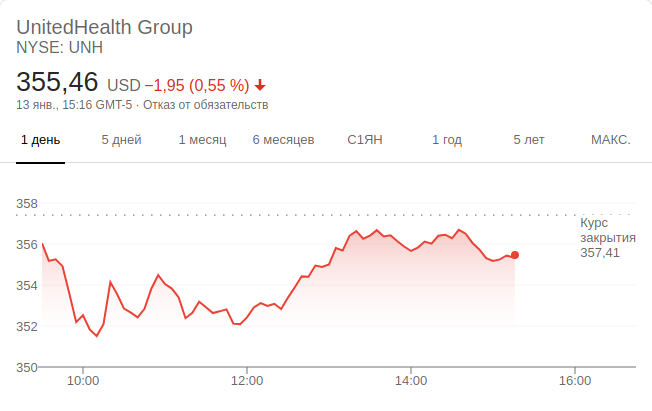 UnitedHealth Group
NYSE: UNH
355,46 USD −1,95 (0,55 %)
13 янв., 15:16 GMT-5 · Отказ от обязательств
1 день 5 дней 1 месяц 6 месяцев С1ЯН 1 год 5 лет МАКС.
358
Курс
закрытия
357,41
356
354
352
350
10:00 12:00 14:00 16:00